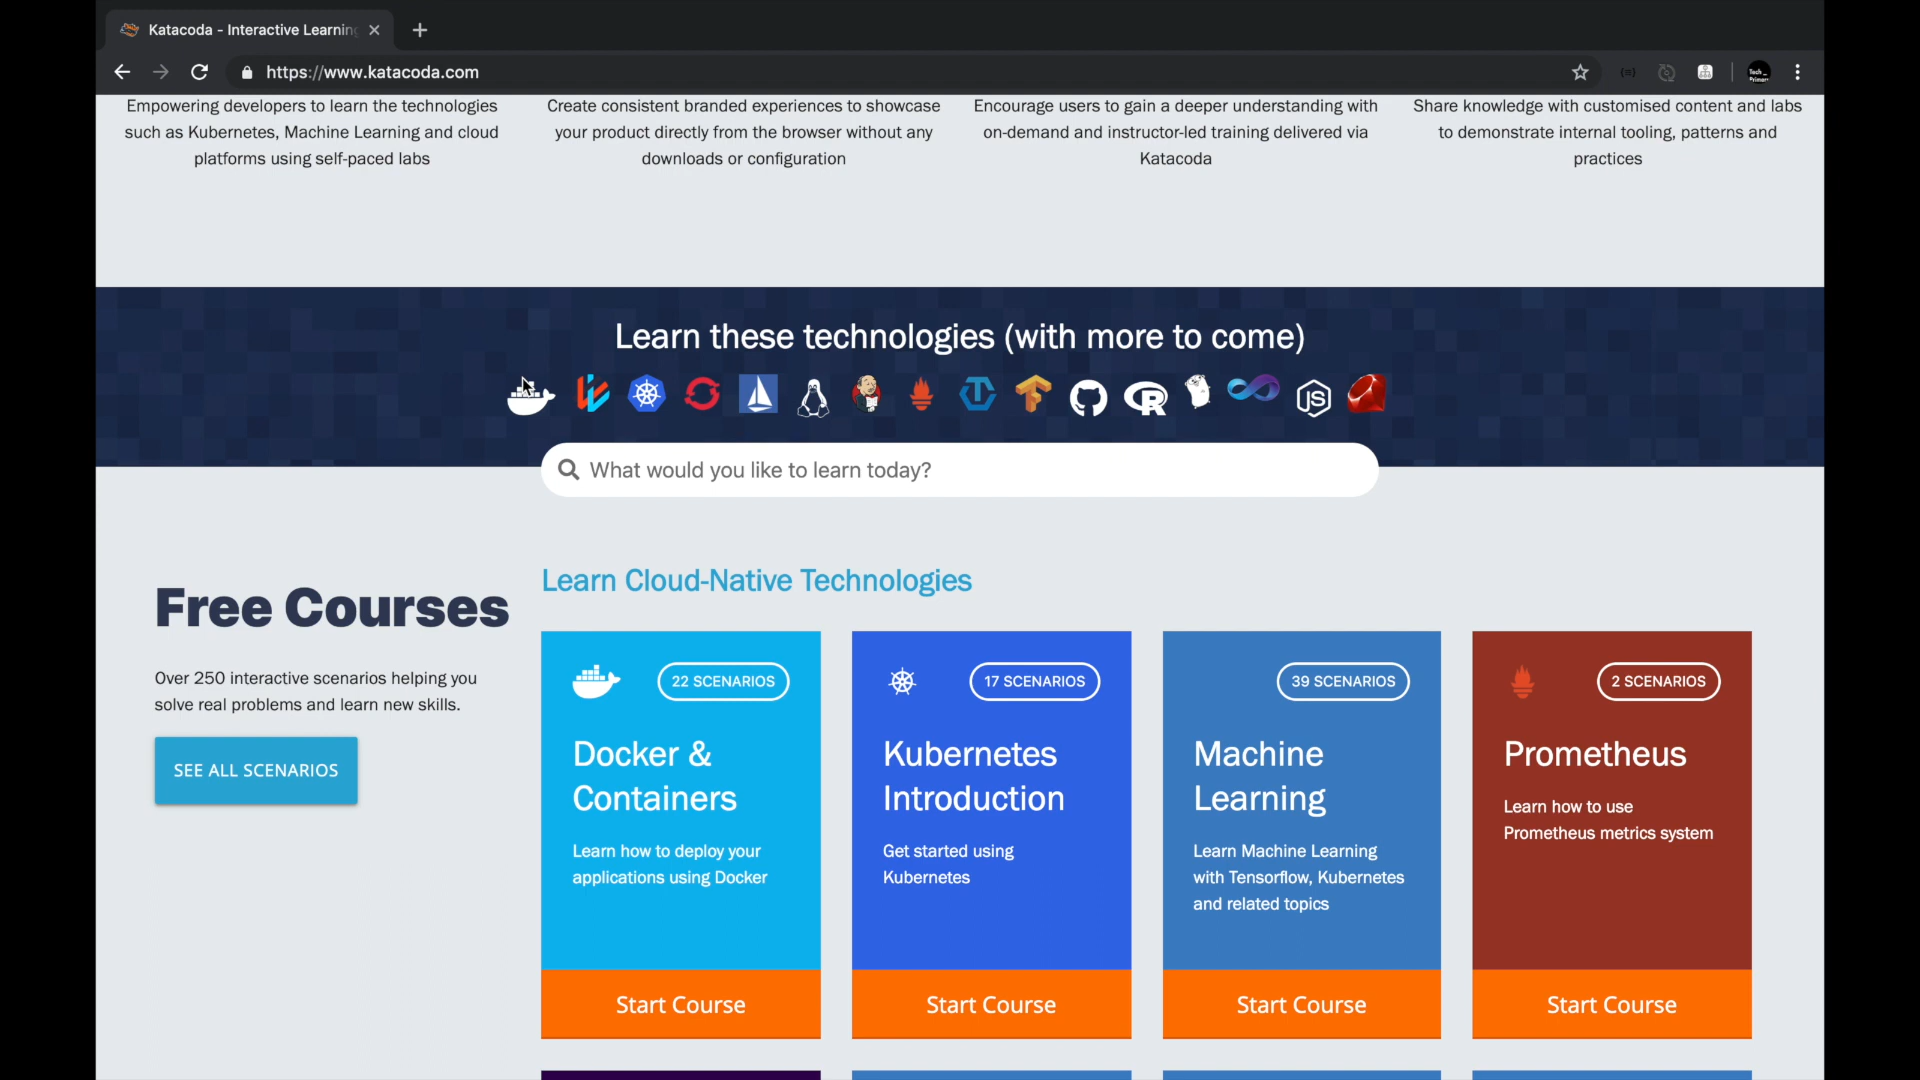 Katacoda - Interactive Learning
https://www.katacoda.com
Empowering developers to learn the technologies
such as Kubernetes, Machine Learning and cloud
platforms using self-paced labs
Create consistent branded experiences to showcase
your product directly from the browser without any
downloads or configuration
Encourage users to gain a deeper understanding with
on-demand and instructor-led training delivered via
Katacoda
Share knowledge with customised content and labs
to demonstrate internal tooling, patterns and
practices
Learn these technologies (with more to come)
JS
What would you like to learn today?
Free Courses
Over 250 interactive scenarios helping you
solve real problems and learn new skills.
SEE ALL SCENARIOS
Learn Cloud-Native Technologies
22 SCENARIOS
Docker &
Containers
Learn how to deploy your
applications using Docker
Start Course
17 SCENARIOS
Kubernetes
Introduction
Get started using
Kubernetes
Start Course
39 SCENARIOS
Machine
Learning
Learn Machine Learning
with Tensorflow, Kubernetes
and related topics
Start Course
2 SCENARIOS
Prometheus
Learn how to use
Prometheus metrics system
Start Course